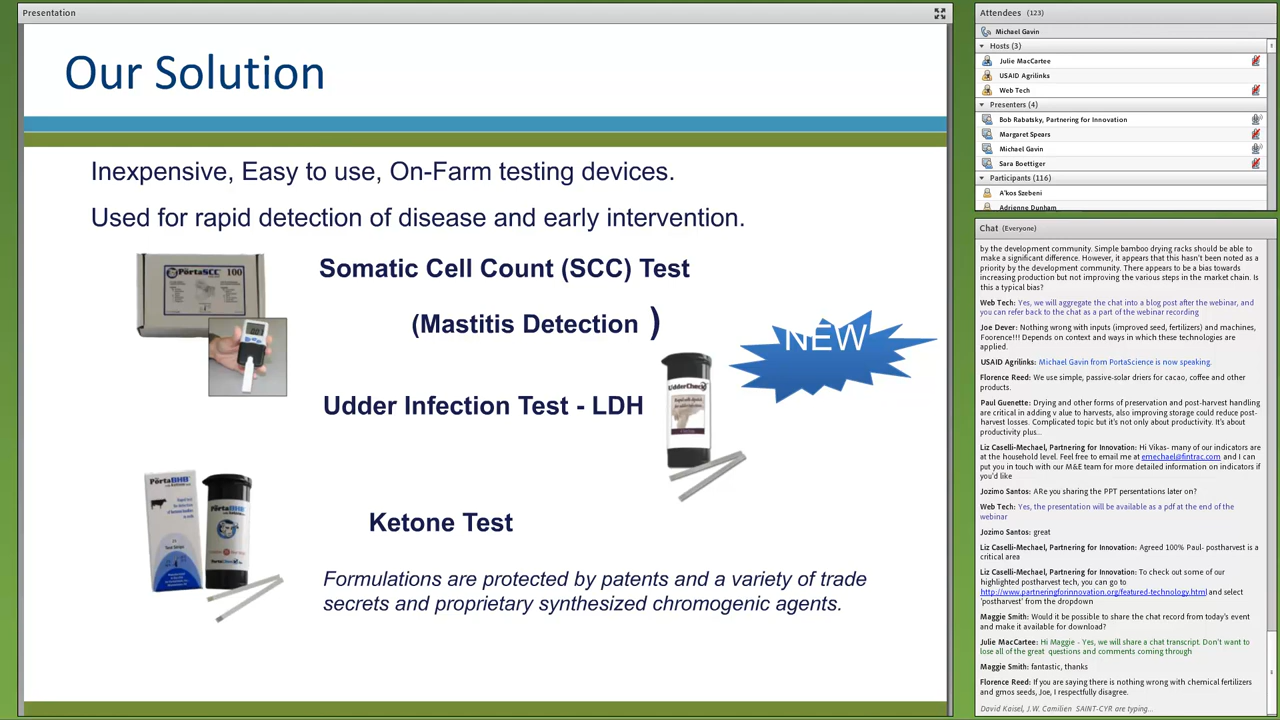 Presentation
Our Solution
Inexpensive, Easy to use, On-Farm testing devices.
Used for rapid detection of disease and early intervention.
PortaSCC 100
Somatic Cell Count (SCC) Test
(Mastitis Detection )
NEW
UdderCheck
Udder Infection Test - LDH
PortaBHB
PortaBHB
Ketone Test
Formulations are protected by patents and a variety of trade
secrets and proprietary synthesized chromogenic agents.
Attendees (123)
Michael Gavin
Hosts (3)
Julie MacCartee
USAID Agrilinks
Web Tech
Presenters (4)
Bob Rabatsky, Partnering for Innovation
Margaret Spears
Michael Gavin
Sara Boettiger
Participants (116)
A'kos Szebeni
Adrienne Dunham
Chat (Everyone)
by the development community. Simple bamboo drying racks should be able to
make a significant difference. However, it appears that this hasn't been noted as a
priority by the development community. There appears to be a bias towards
increasing production but not improving the various steps in the market chain. Is
this a typical bias?
Web Tech: Yes, we will aggregate the chat into a blog post after the webinar, and
you can refer back to the chat as a part of the webinar recording
Joe Dever: Nothing wrong with inputs (improved seed, fertilizers) and machines,
Foorence!!! Depends on context and ways in which these technologies are
applied.
USAID Agrilinks: Michael Gavin from PortaScience is now speaking.
Florence Reed: We use simple, passive-solar driers for cacao, coffee and other
products.
Paul Guenette: Drying and other forms of preservation and post-harvest handling
are critical in adding v alue to harvests, also improving storage could reduce post-
harvest losses. Complicated topic but it's not only about productivity. It's about
productivity plus...
Liz Caselli-Mechael, Partnering for Innovation: Hi Vikas- many of our indicators are
at the household level. Feel free to email me at emechael@fintrac.com and I can
put you in touch with our M&E team for more detailed information on indicators if
you'd like
Jozimo Santos: ARe you sharing the PPT persentations later on?
Web Tech: Yes, the presentation will be available as a pdf at the end of the
webinar
Jozimo Santos: great
Liz Caselli-Mechael, Partnering for Innovation: Agreed 100% Paul- postharvest is a
critical area
Liz Caselli-Mechael, Partnering for Innovation: To check out some of our
highlighted postharvest tech, you can go to
http://www.partneringforinnovation.org/featured-technology.html and select
'postharvest' from the dropdown
Maggie Smith: Would it be possible to share the chat record from today's event
and make it available for download?
Julie MacCartee: Hi Maggie - Yes, we will share a chat transcript. Don't want to
lose all of the great questions and comments coming through
Maggie Smith: fantastic, thanks
Florence Reed: If you are saying there is nothing wrong with chemical fertilizers
and gmos seeds, Joe, I respectfully disagree.
David Kaisel, J.W. Camilien SAINT-CYR are typing...